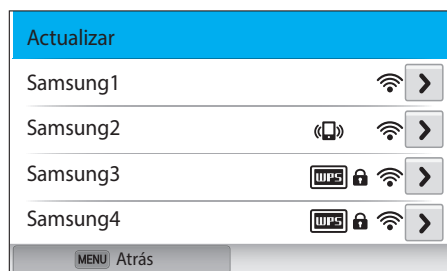 Actualizar
Samsung1
Samsung2
Samsung3 WPS
Samsung4 WPS
MENU Atrás